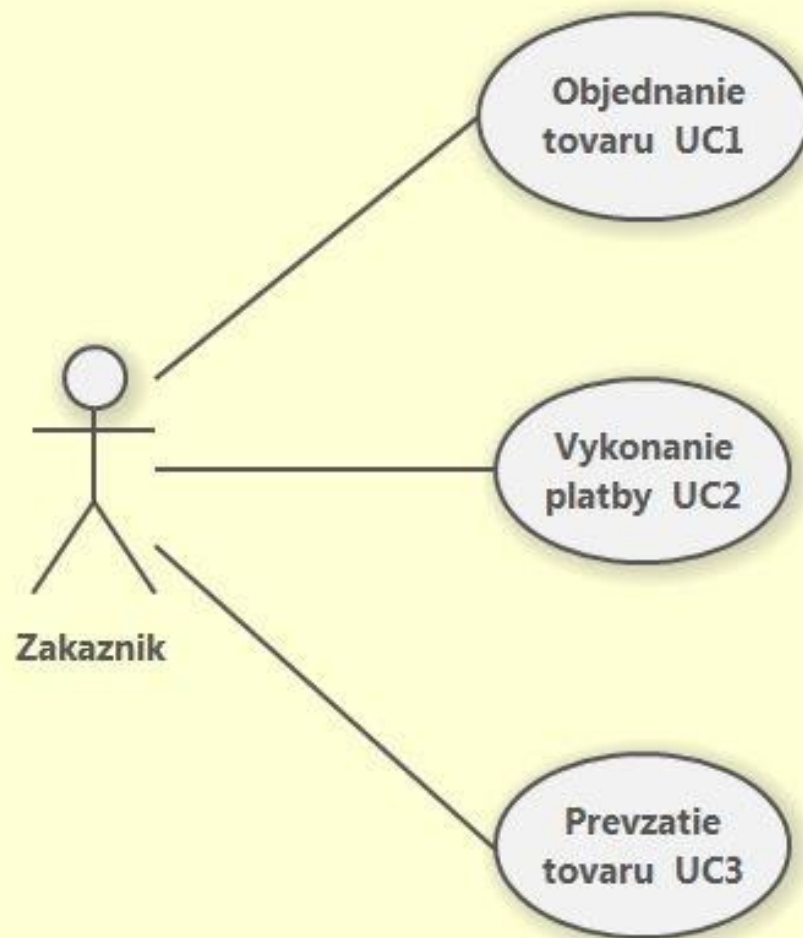 Objednanie
tovaru UC1
Vykonanie
platby UC2
Zakaznik
Prevzatie
tovaru UC3